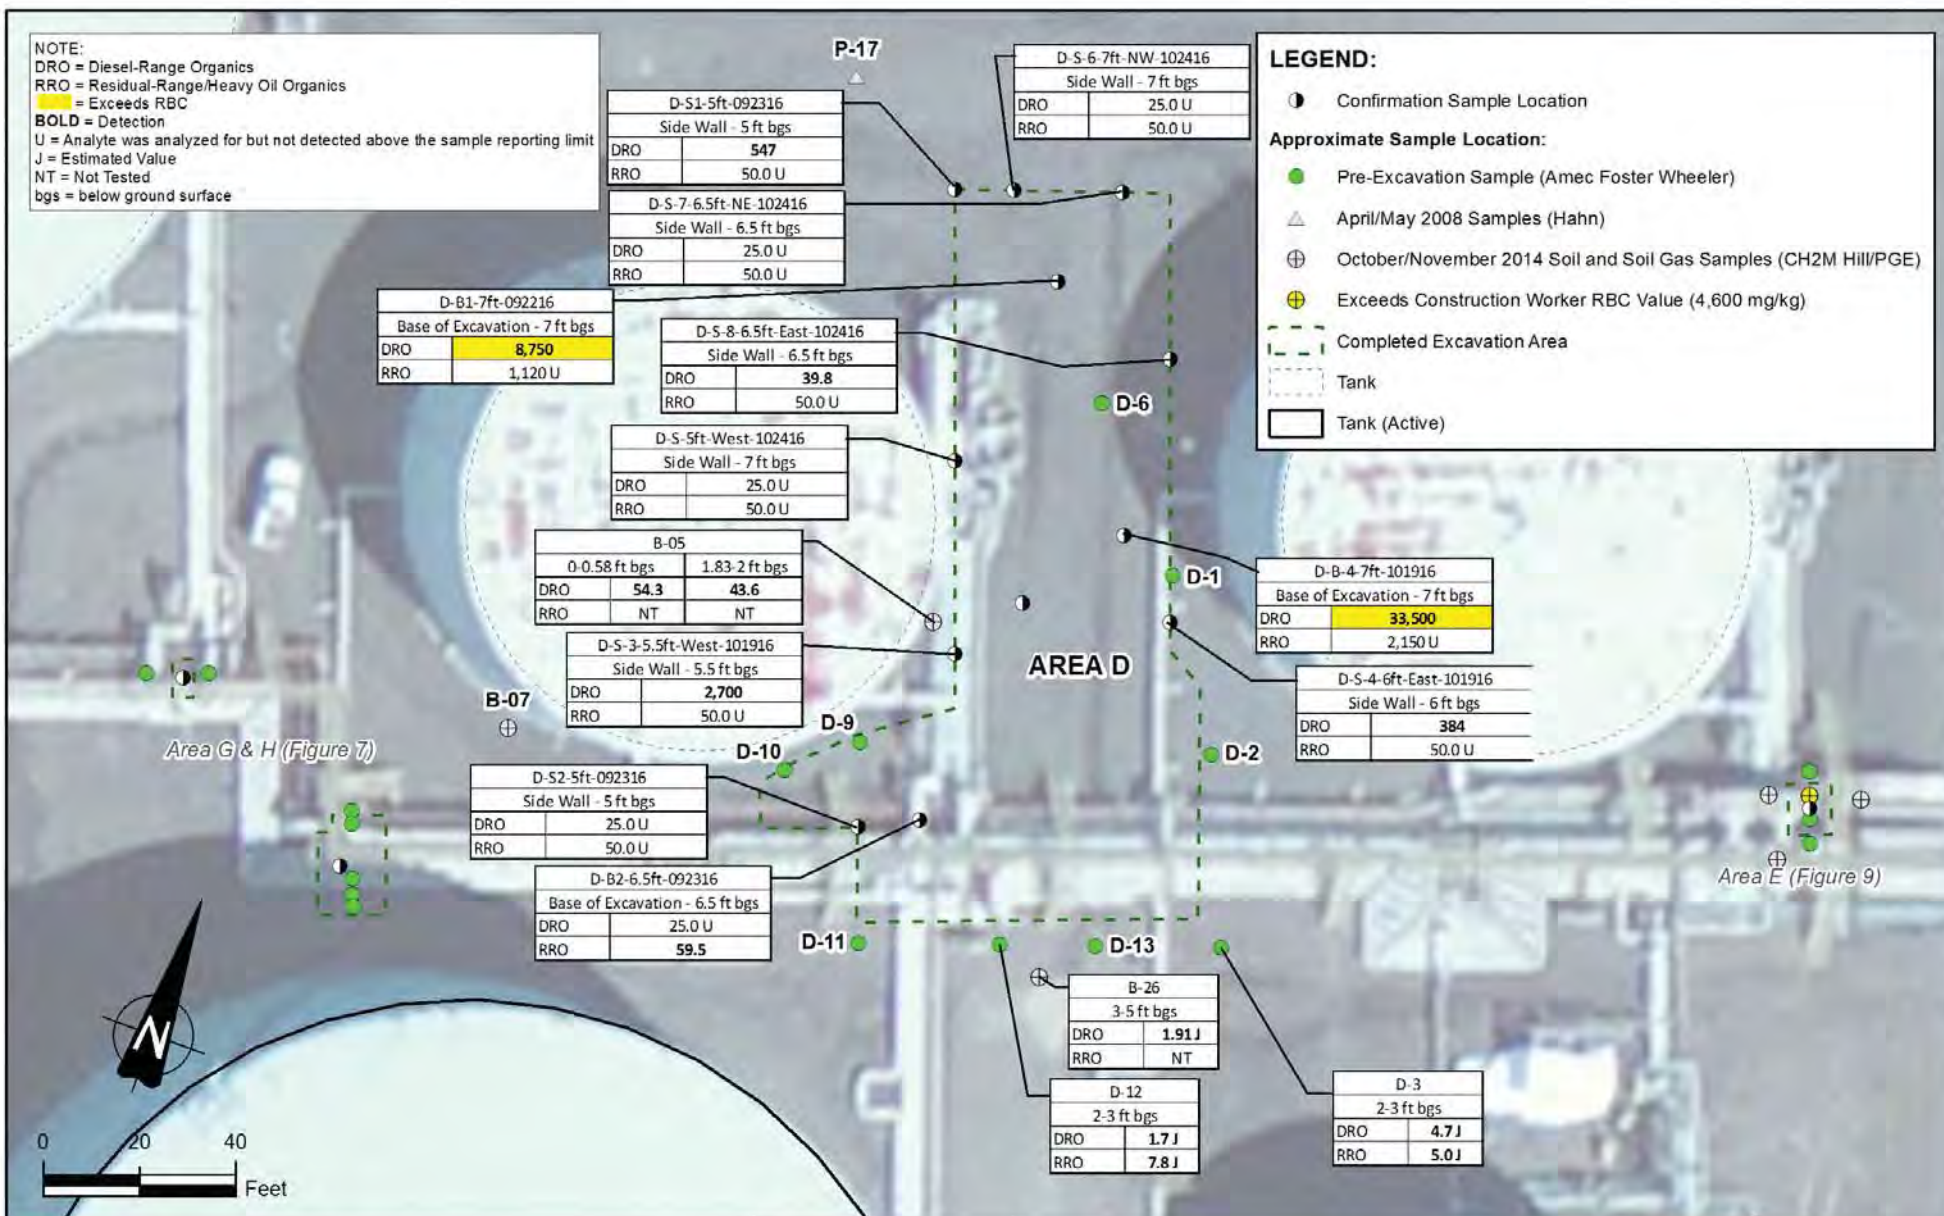 NOTE:
DRO = Diesel-Range Organics
RRO = Residual-Range/Heavy Oil Organics
= Exceeds RBC
BOLD = Detection
U = Analyte was analyzed for but not detected above the sample reporting limit
J = Estimated Value
NT = Not Tested
bgs = below ground surface
P-17
D-S-6-7ft-NW-102416
Side Wall - 7 ft bgs
DRO 25.0 U
RRO 50.0 U
D-S1-5ft-092316
Side Wall - 5 ft bgs
DRO 547
RRO 50.0 U
D-S-7-6.5ft-NE-102416
Side Wall - 6.5 ft bgs
DRO 25.0 U
RRO 50.0 U
D-B1-7ft-092216
Base of Excavation - 7 ft bgs
DRO 8,750
RRO 1,120 U
D-S-8-6.5ft-East-102416
Side Wall - 6.5 ft bgs
DRO 39.8
RRO 50.0 U
D-6
D-S-5ft-West-102416
Side Wall - 7 ft bgs
DRO 25.0 U
RRO 50.0 U
B-05
0-0.58 ft bgs 1.83-2 ft bgs
DRO 54.3 43.6
RRO NT NT
D-1
D-B-4-7ft-101916
Base of Excavation - 7 ft bgs
DRO 33,500
RRO 2,150 U
D-S-3-5.5ft-West-101916
Side Wall - 5.5 ft bgs
DRO 2,700
RRO 50.0 U
AREA D
D-S-4-6ft-East-101916
Side Wall - 6 ft bgs
DRO 384
RRO 50.0 U
B-07
D-9
D-10
D-2
Area G & H (Figure 7)
D-S2-5ft-092316
Side Wall - 5 ft bgs
DRO 25.0 U
RRO 50.0 U
D-B2-6.5ft-092316
Base of Excavation - 6.5 ft bgs
DRO 25.0 U
RRO 59.5
Area E (Figure 9)
D-11
D-13
B-26
3-5 ft bgs
DRO 1.91 J
RRO NT
D-12
2-3 ft bgs
DRO 1.7 J
RRO 7.8 J
D-3
2-3 ft bgs
DRO 4.7 J
RRO 5.0 J
N
0 20 40
Feet
LEGEND:
Confirmation Sample Location
Approximate Sample Location:
Pre-Excavation Sample (Amec Foster Wheeler)
April/May 2008 Samples (Hahn)
October/November 2014 Soil and Soil Gas Samples (CH2M Hill/PGE)
Exceeds Construction Worker RBC Value (4,600 mg/kg)
Completed Excavation Area
Tank
Tank (Active)